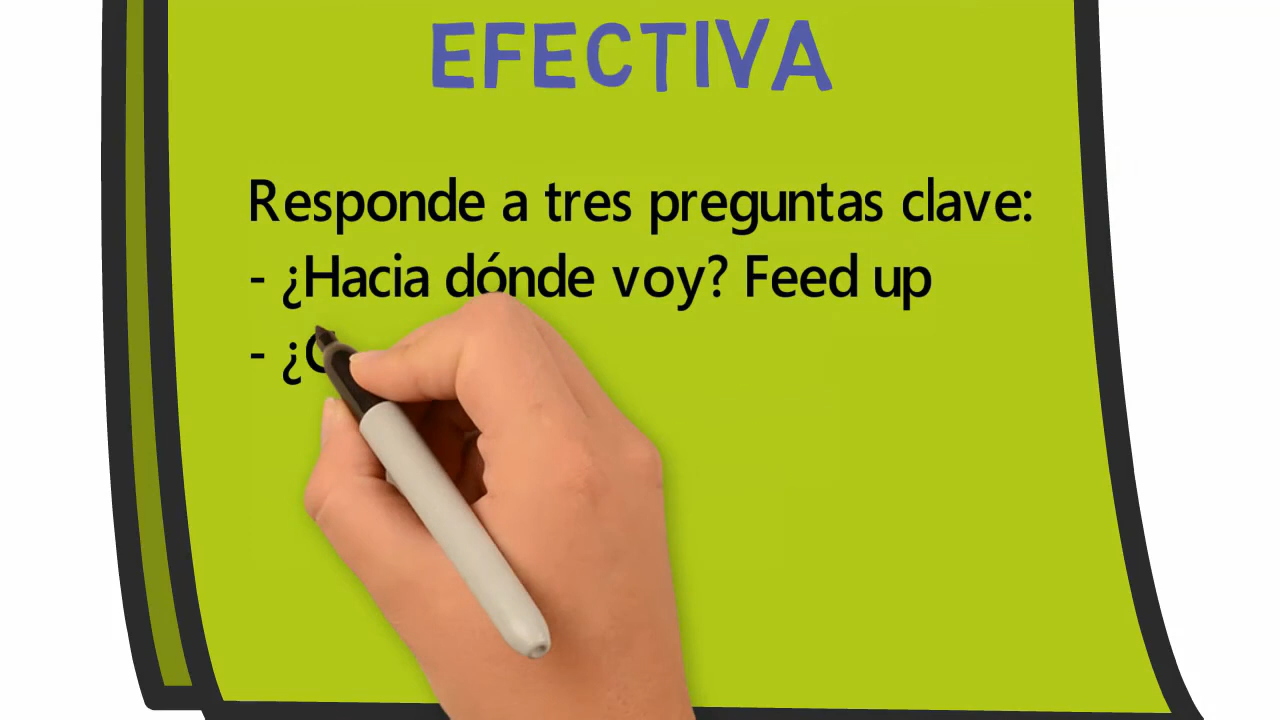 EFECTIVA
Responde a tres preguntas clave:
- ¿Hacia dónde voy? Feed up
- ¿